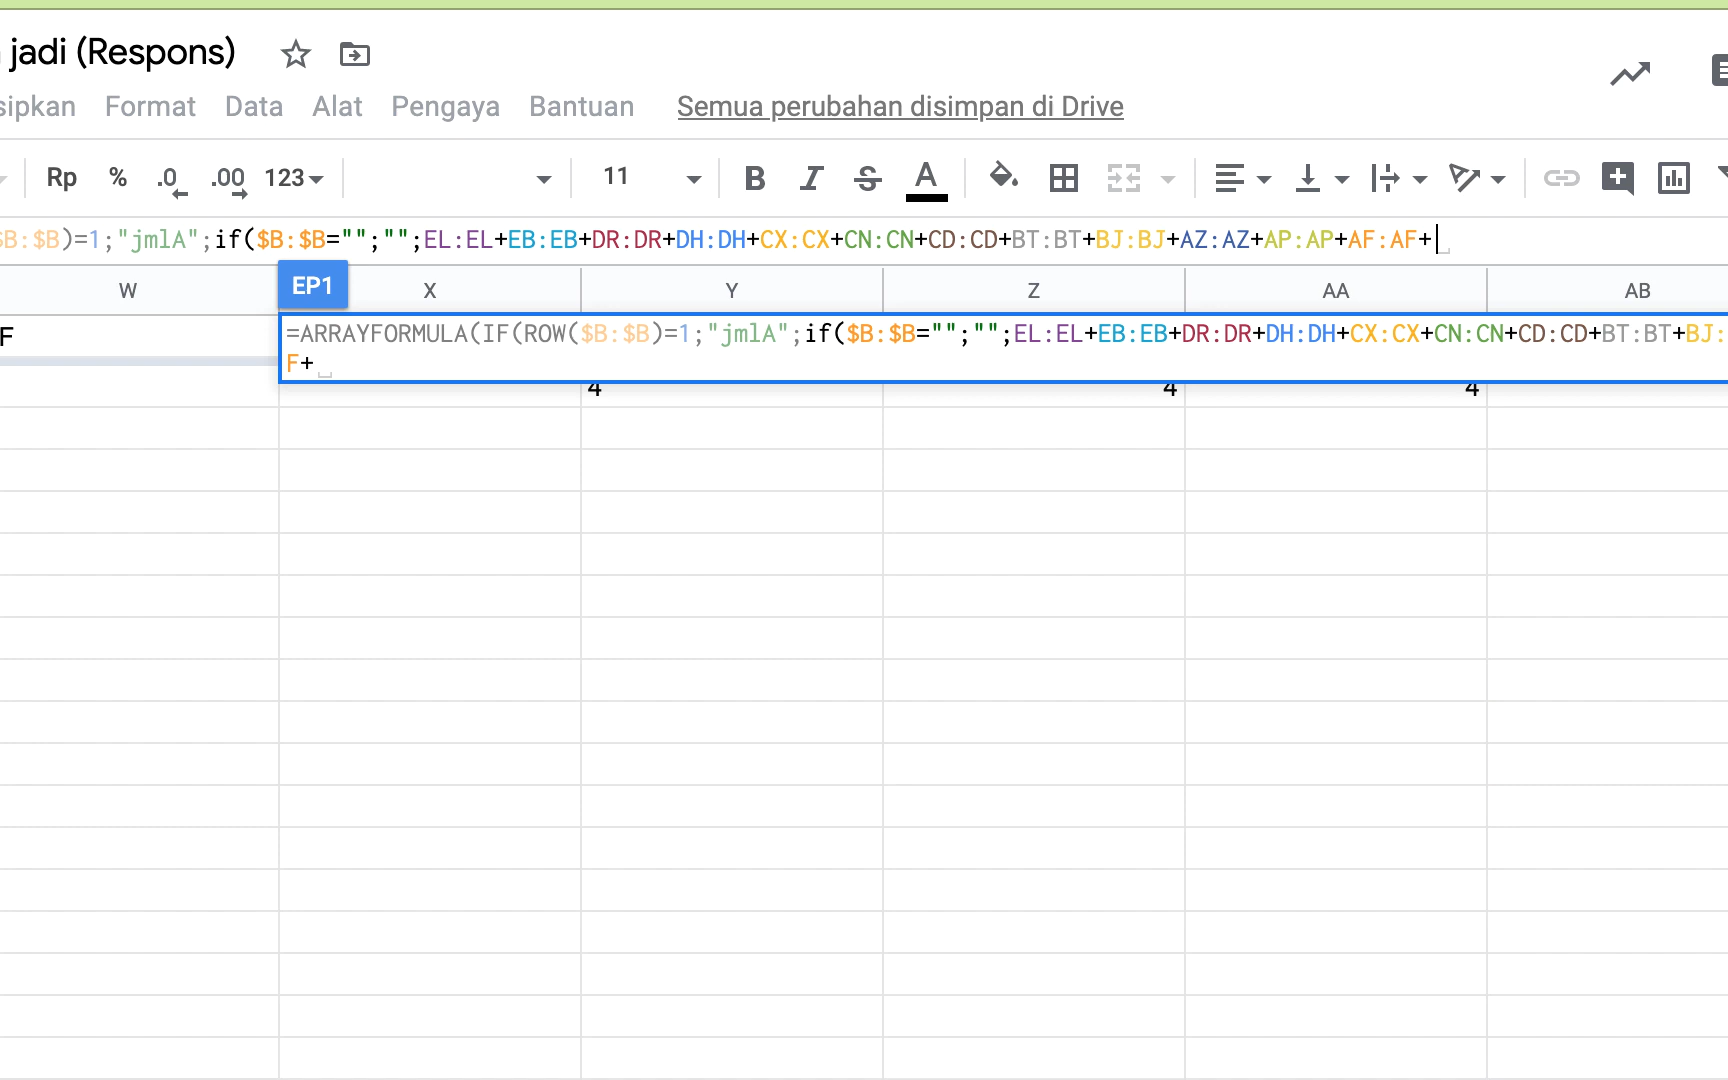 jadi (Respons)
sipkan Format Data Alat Pengaya Bantuan Semua perubahan disimpan di Drive
Rp % .0 .00 123 11 B I S A
$B:$B)=1;"jmlA";if($B:$B="";"";EL:EL+EB:EB+DR:DR+DH:DH+CX:CX+CN:CN+CD:CD+BT:BT+BJ:BJ+AZ:AZ+AP:AP+AF:AF+
W EP1 X Y Z AA AB
F =ARRAYFORMULA(IF(ROW($B:$B)=1;"jmlA";if($B:$B="";"";EL:EL+EB:EB+DR:DR+DH:DH+CX:CX+CN:CN+CD:CD+BT:BT+BJ:
F+
4 4 4